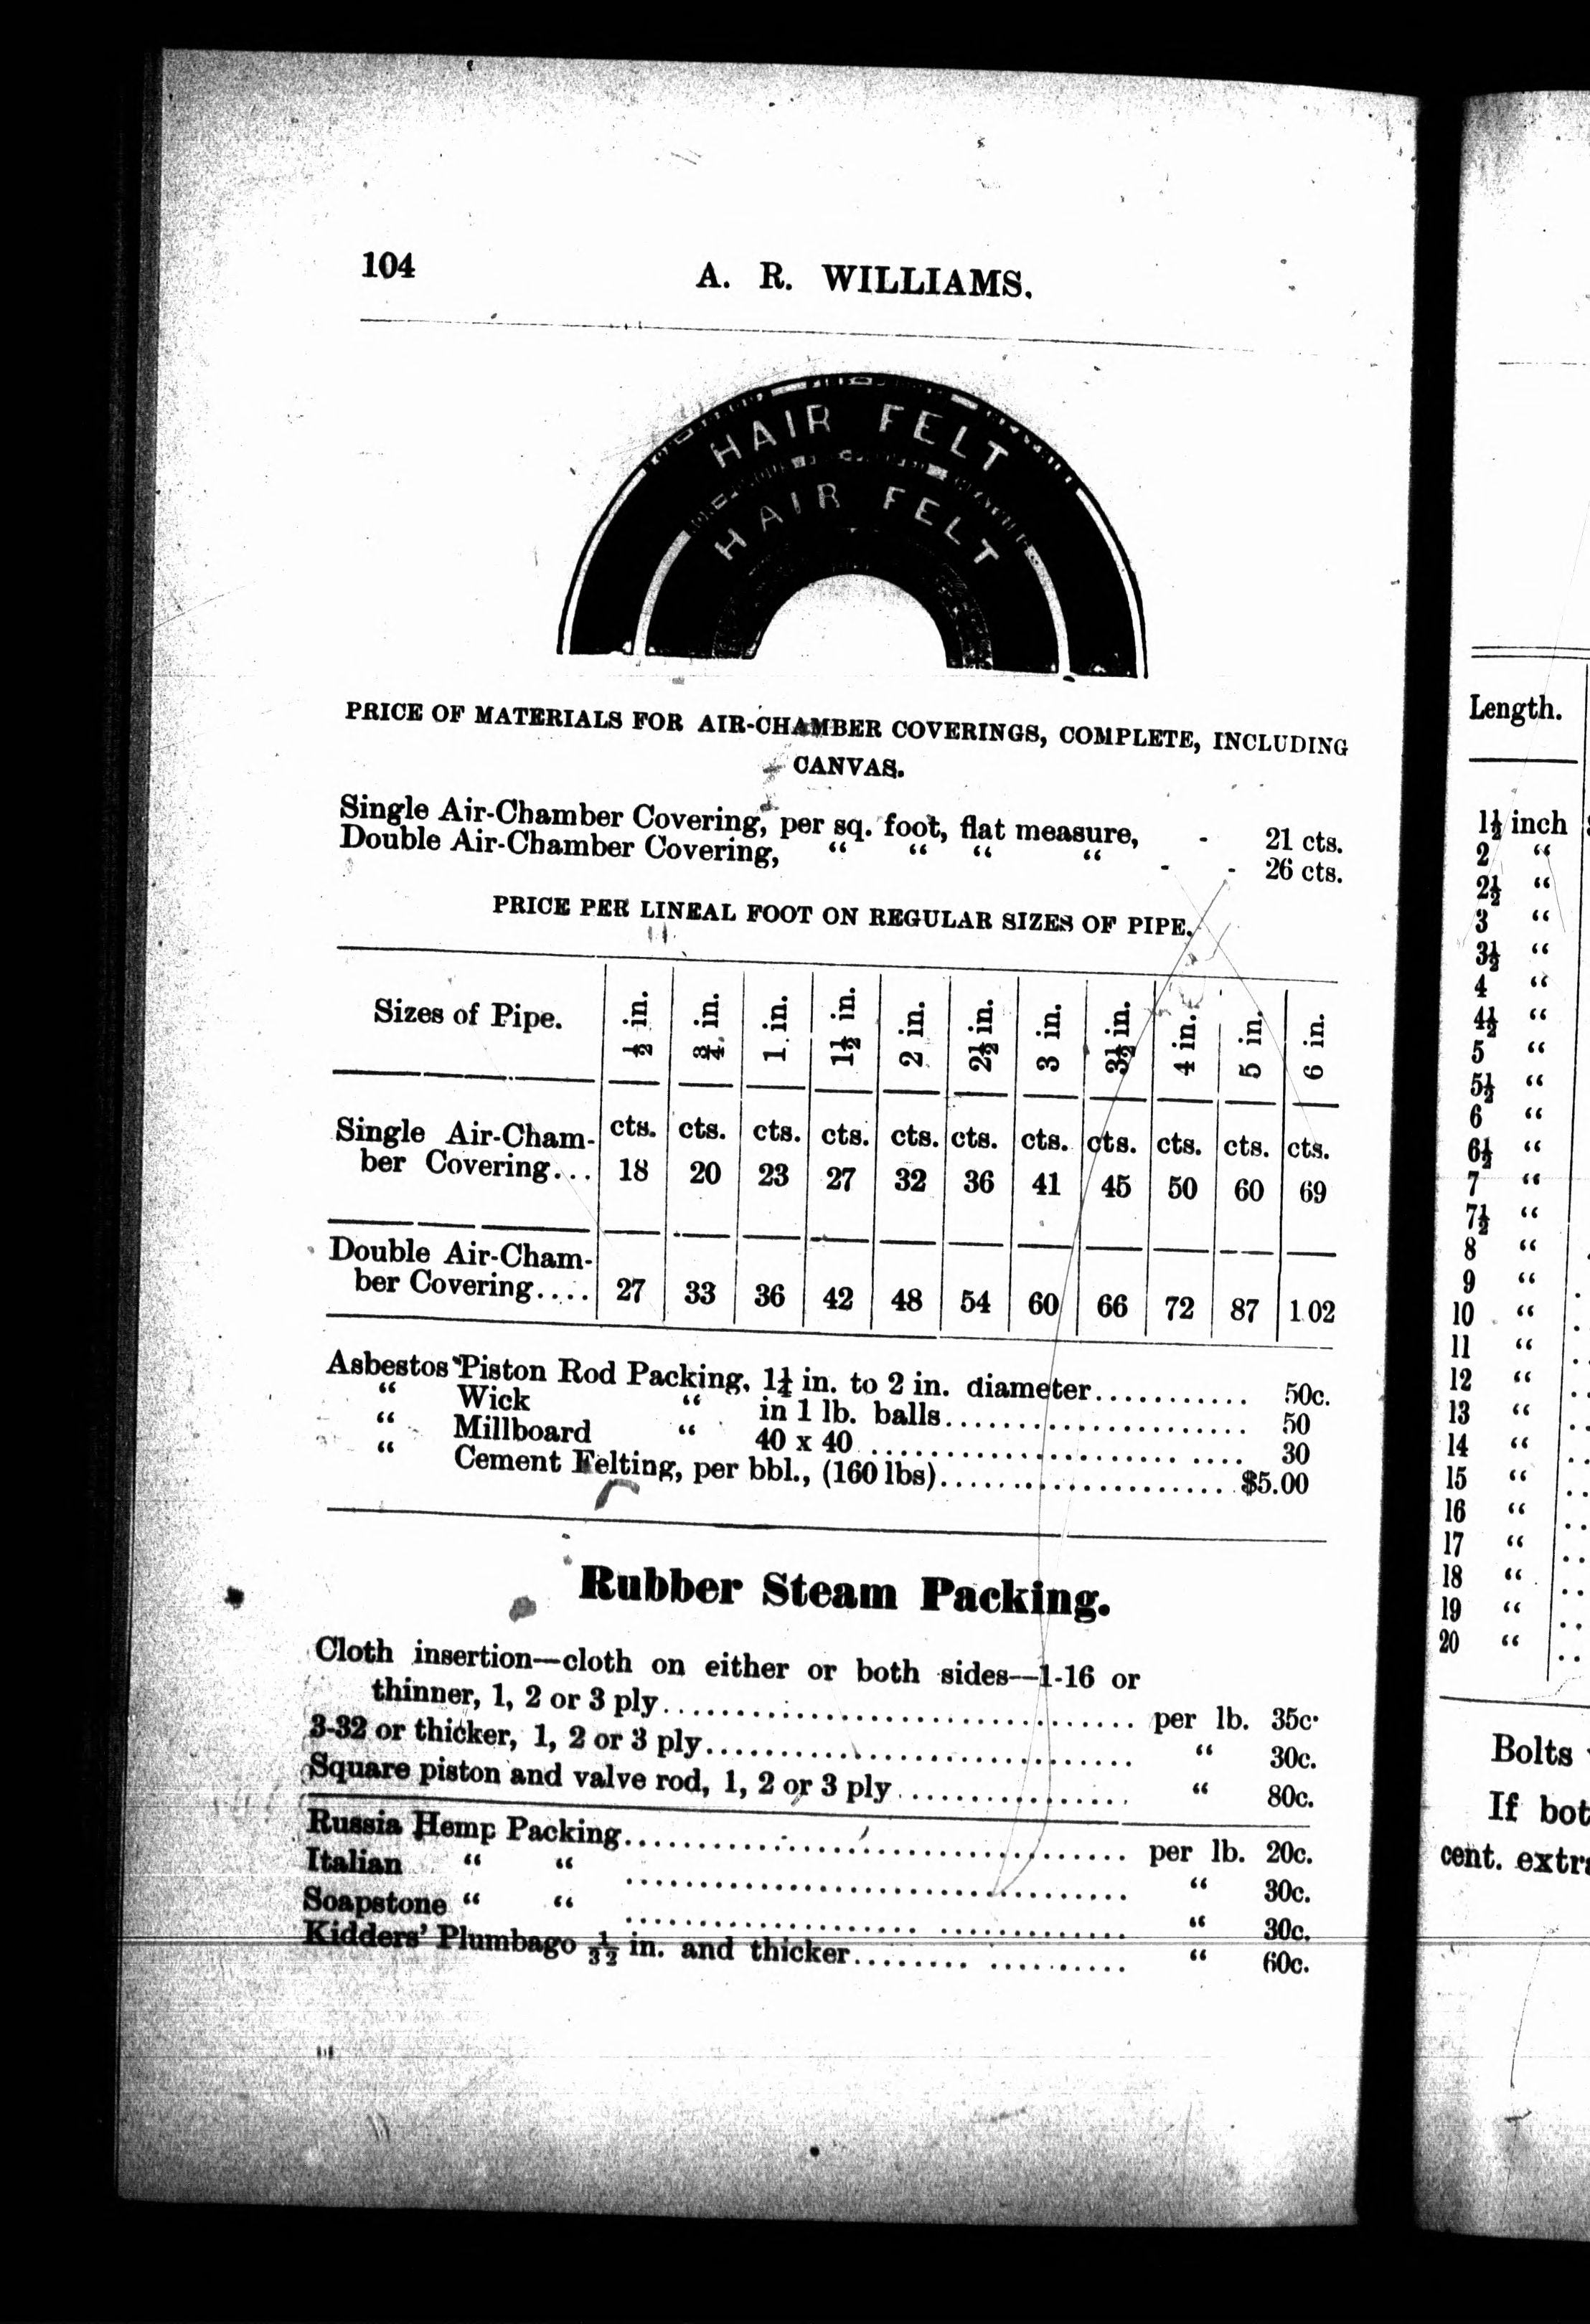 104
A. R. WILLIAMS.
HAIR FELT
HAIR FELT
PRICE OF MATERIALS FOR AIR-CHAMBER COVERINGS, COMPLETE, INCLUDING
CANVAS.
Single Air-Chamber Covering, per sq. foot, flat measure, - 21 cts.
Double Air-Chamber Covering, “ “ “ “ - - 26 cts.
PRICE PER LINEAL FOOT ON REGULAR SIZES OF PIPE.
Sizes of Pipe. ½ in. ¾ in. 1 in. 1½ in. 2 in. 2½ in. 3 in. 3½ in. 4 in. 5 in. 6 in.
cts. cts. cts. cts. cts. cts. cts. cts. cts. cts. cts.
Single Air-Cham-
ber Covering... 18 20 23 27 32 36 41 45 50 60 69
Double Air-Cham-
ber Covering.... 27 33 36 42 48 54 60 66 72 87 1.02
Asbestos Piston Rod Packing, 1¼ in. to 2 in. diameter........... 50c.
“ Wick “ in 1 lb. balls...................... 50
“ Millboard “ 40 x 40 ...................... .... 30
“ Cement Felting, per bbl., (160 lbs)..................... $5.00
Rubber Steam Packing.
Cloth insertion—cloth on either or both sides—1-16 or
thinner, 1, 2 or 3 ply.................................. per lb. 35c·
3-32 or thicker, 1, 2 or 3 ply............................... “ 30c.
Square piston and valve rod, 1, 2 or 3 ply................. “ 80c.
Russia Hemp Packing.................................... per lb. 20c.
Italian “ “ .................................... “ 30c.
Soapstone “ “ .................................... “ 30c.
Kidders’ Plumbago 1/32 in. and thicker........ .......... “ 60c.
Length.
1½ inch
2 “
2½ “
3 “
3½ “
4 “
4½ “
5 “
5½ “
6 “
6½ “
7 “
7½ “
8 “
9 “
10 “
11 “
12 “
13 “
14 “
15 “
16 “
17 “
18 “
19 “
20 “
Bolts
If
cent.